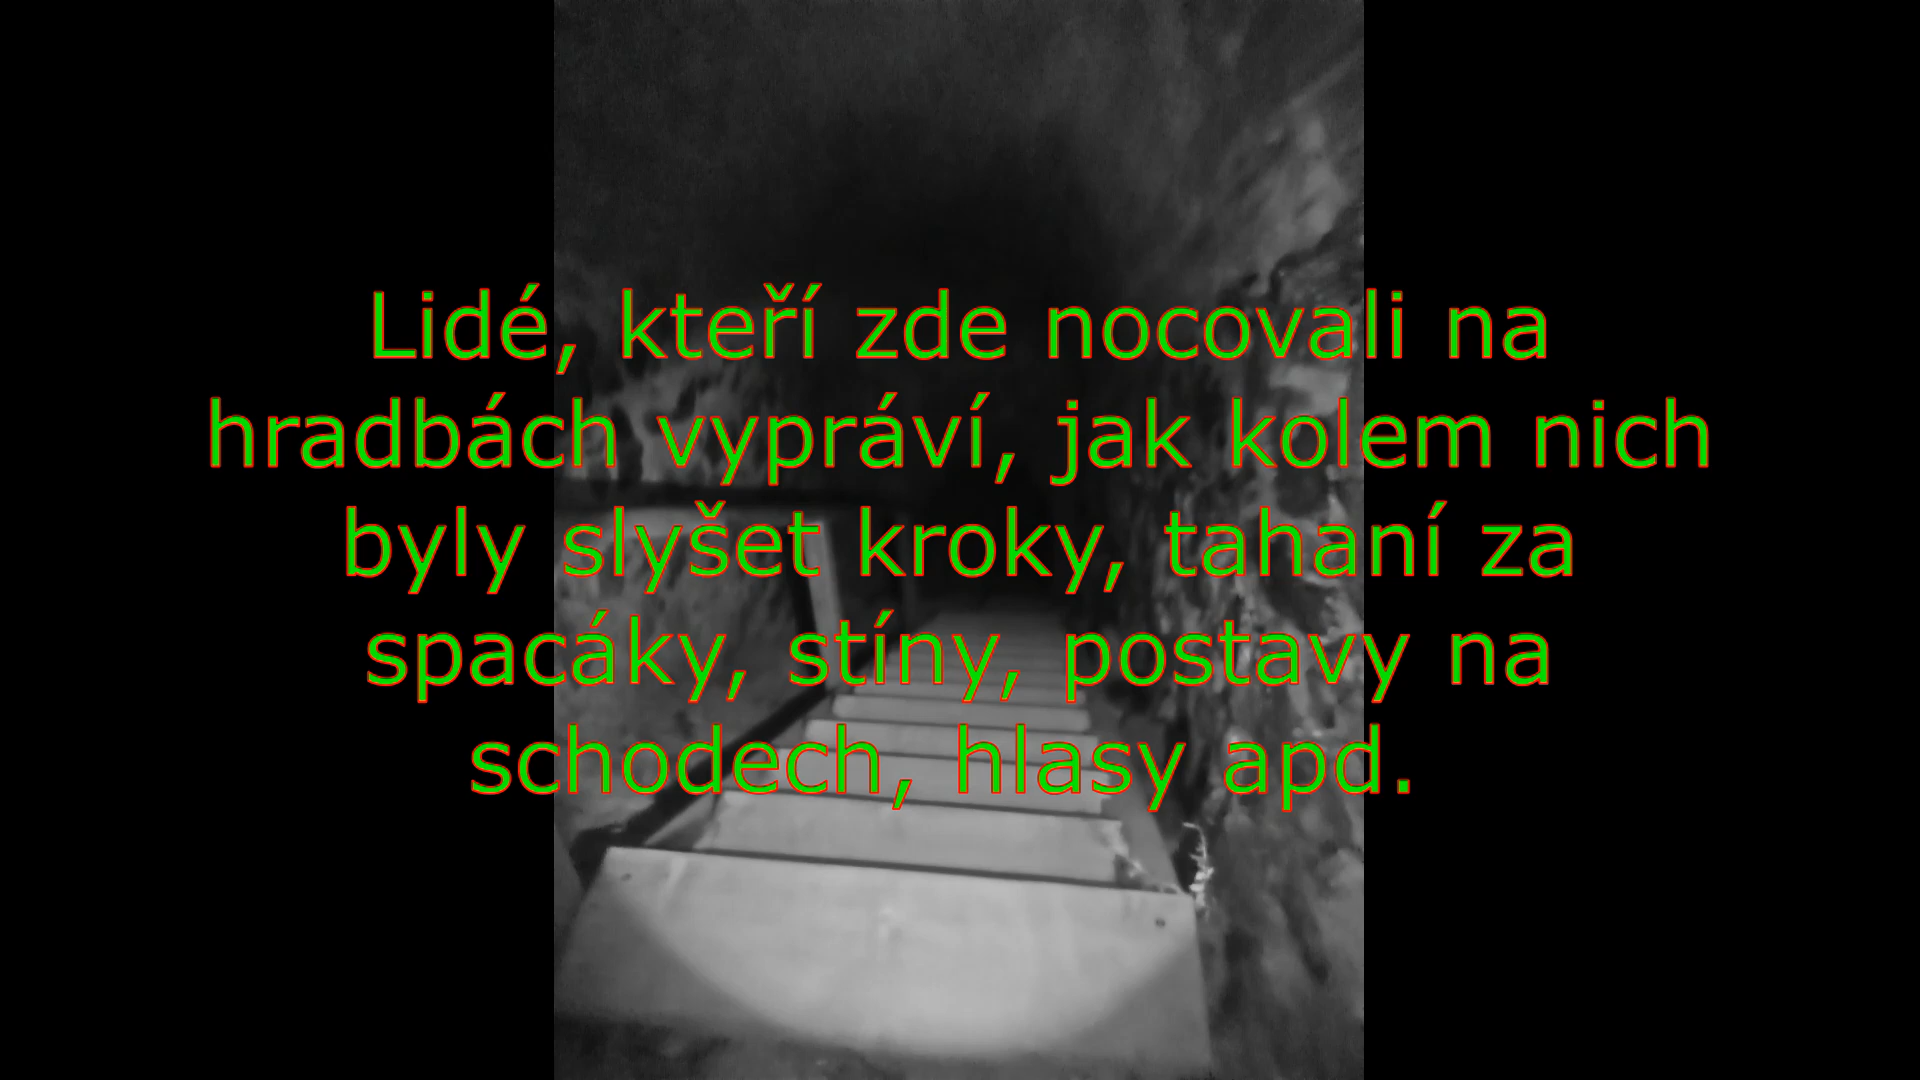 Lidé, kteří zde nocovali na
hradbách vypráví, jak kolem nich
byly slyšet kroky, tahaní za
spacáky, stíny, postavy na
schodech, hlasy apd.